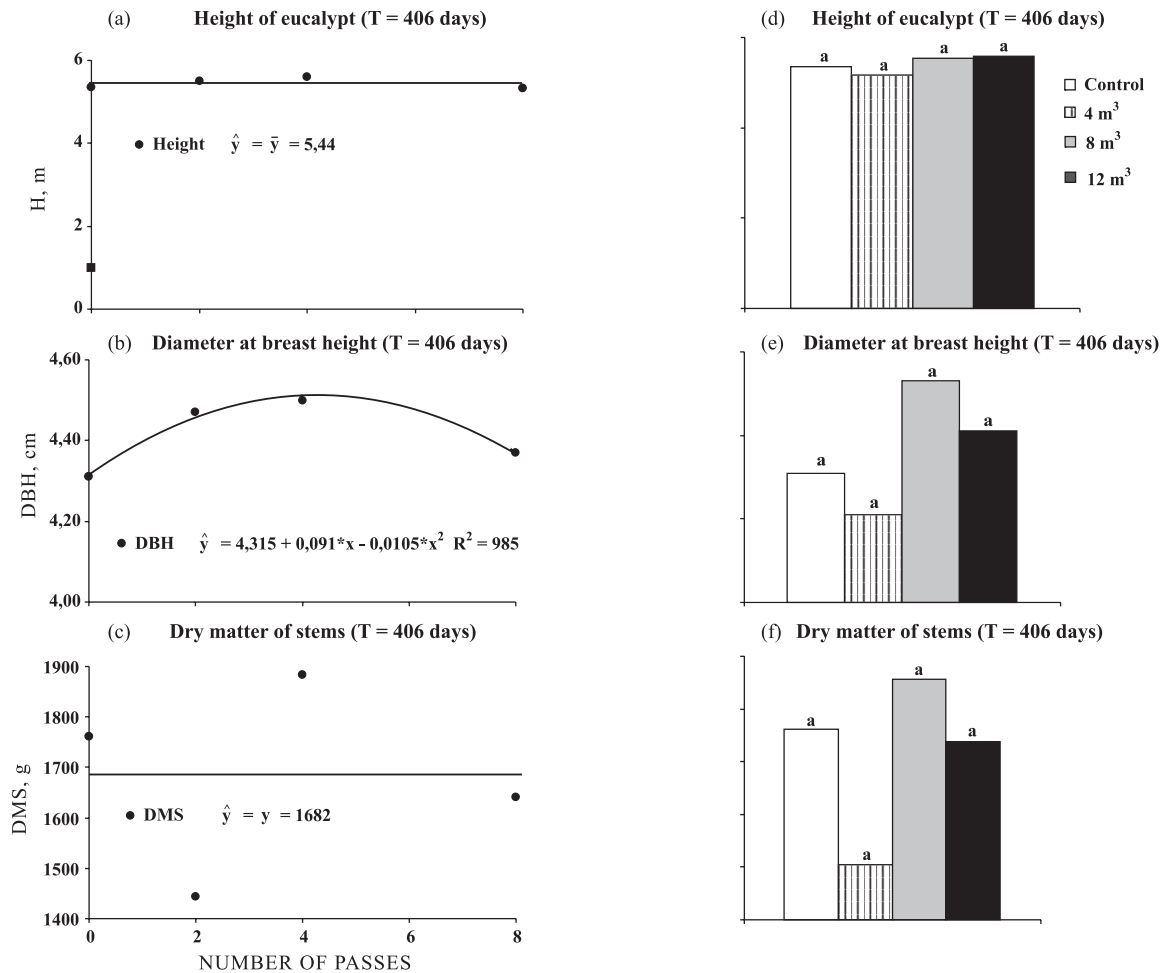 (a) Height of eucalypt (T = 406 days)
6
4
2
0
H, m
● Height ŷ = ȳ = 5,44
(b) Diameter at breast height (T = 406 days)
4,60
4,40
4,20
4,00
DBH, cm
● DBH ŷ = 4,315 + 0,091*x - 0,0105*x² R² = 985
(c) Dry matter of stems (T = 406 days)
1900
1800
1700
1600
1500
1400
DMS, g
● DMS ŷ = y = 1682
0 2 4 6 8
NUMBER OF PASSES
(d) Height of eucalypt (T = 406 days)
a a a a
Control
4 m³
8 m³
12 m³
(e) Diameter at breast height (T = 406 days)
a a a a
(f) Dry matter of stems (T = 406 days)
a a a a